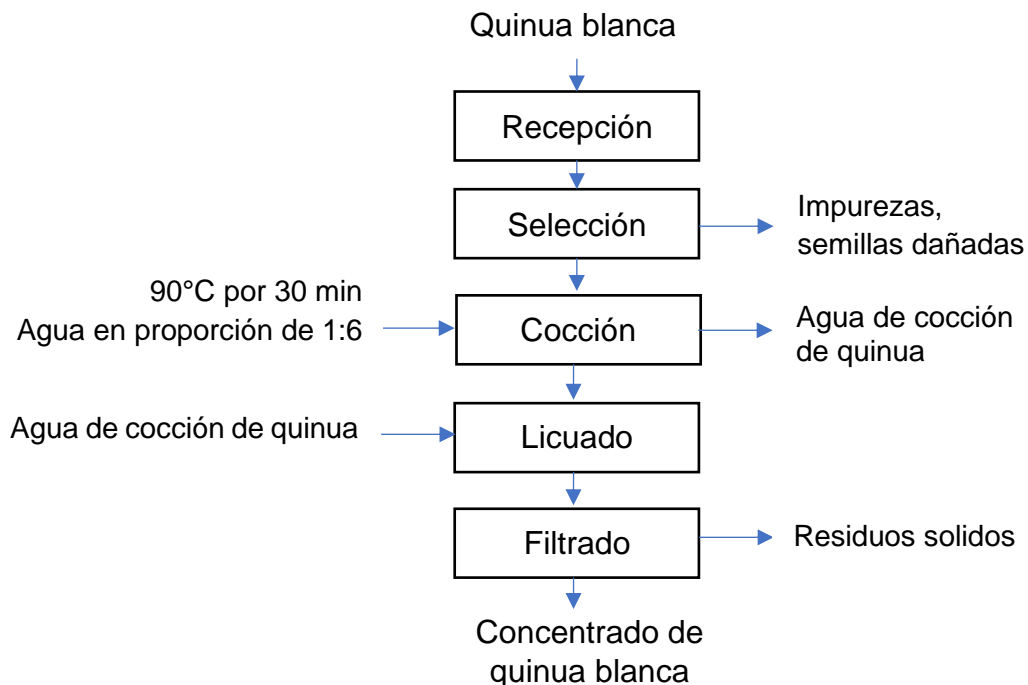 Quinua blanca
Recepción
Selección
Impurezas,
semillas dañadas
90°C por 30 min
Agua en proporción de 1:6
Cocción
Agua de cocción
de quinua
Agua de cocción de quinua
Licuado
Filtrado
Residuos solidos
Concentrado de
quinua blanca